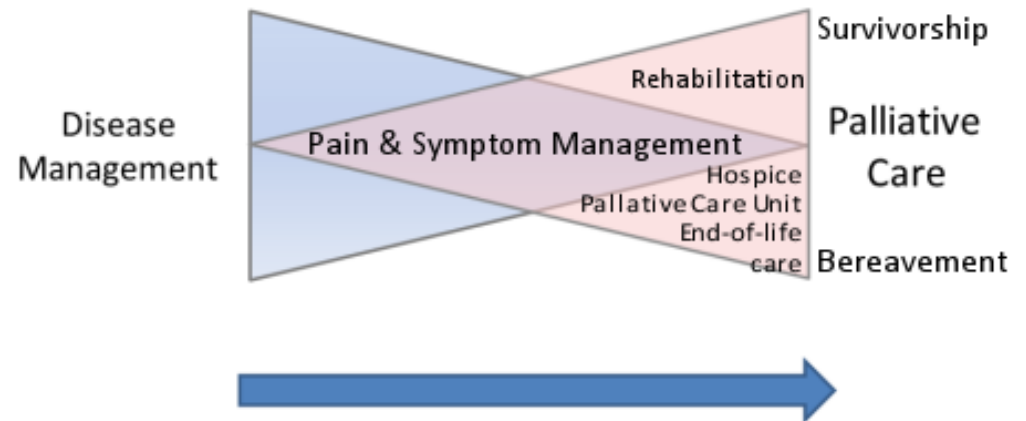 Disease
Management
Pain & Symptom Management
Survivorship
Rehabilitation
Palliative
Care
Hospice
Pallative Care Unit
End-of-life
care
Bereavement